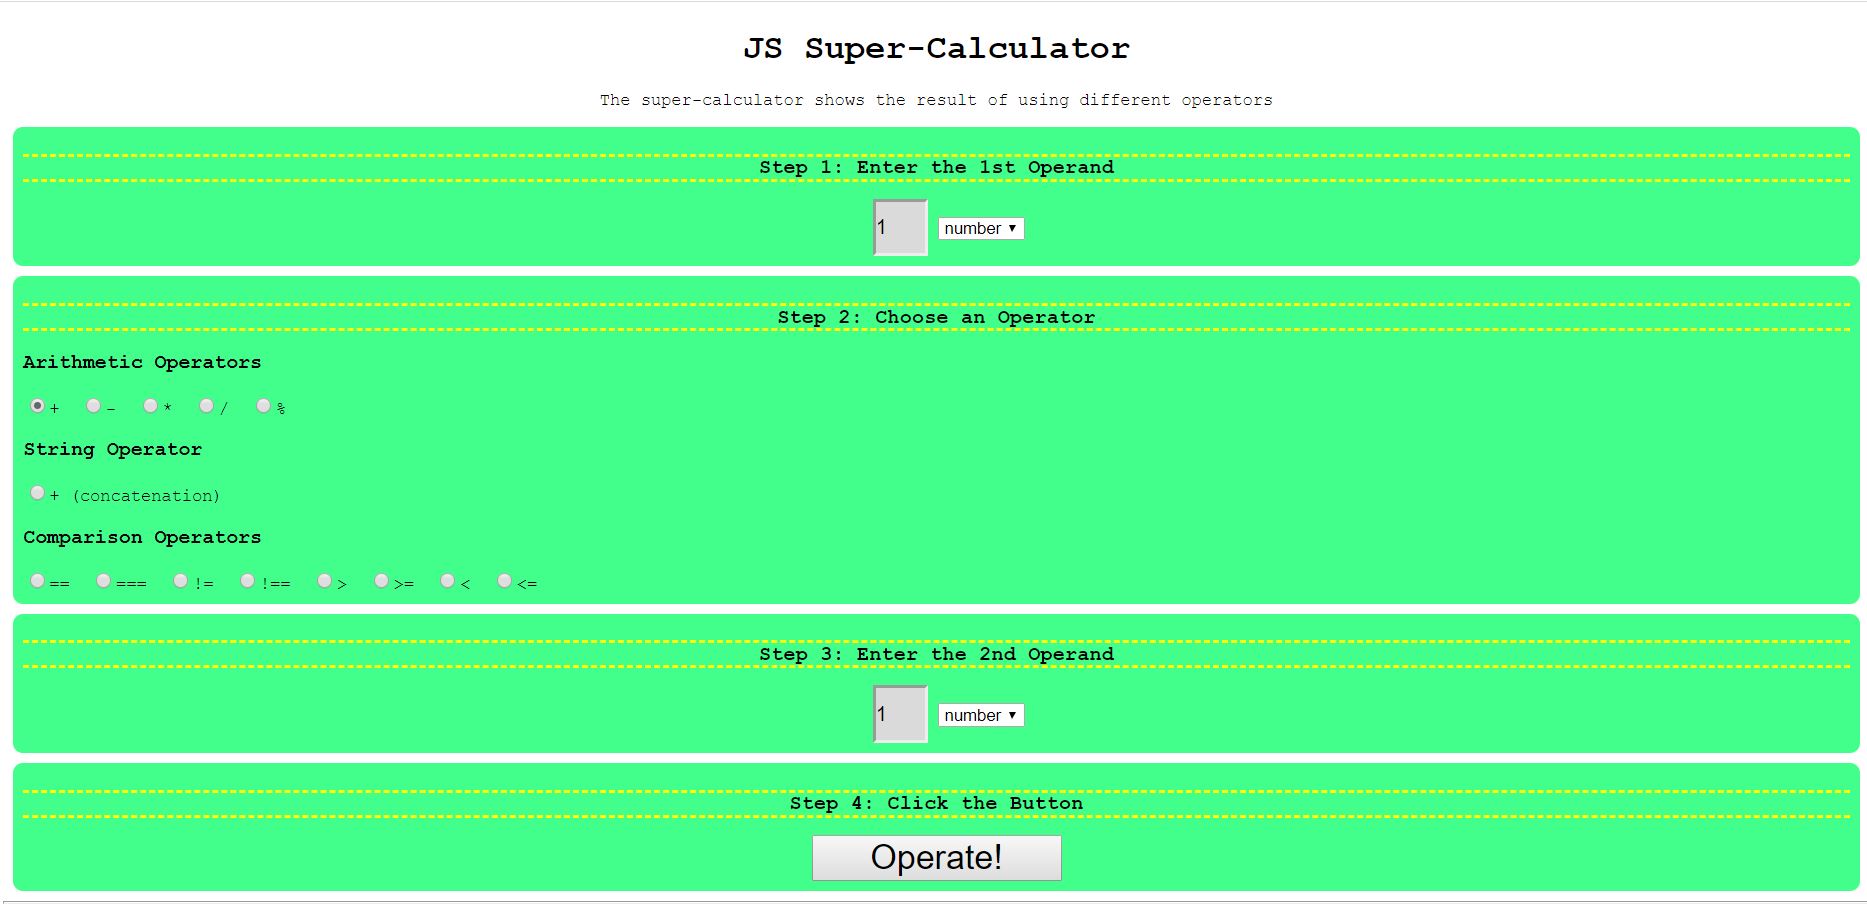 JS Super-Calculator
The super-calculator shows the result of using different operators
Step 1: Enter the 1st Operand
1 number
Step 2: Choose an Operator
Arithmetic Operators
+ - * / %
String Operator
+ (concatenation)
Comparison Operators
== === != !== > >= < <=
Step 3: Enter the 2nd Operand
1 number
Step 4: Click the Button
Operate!